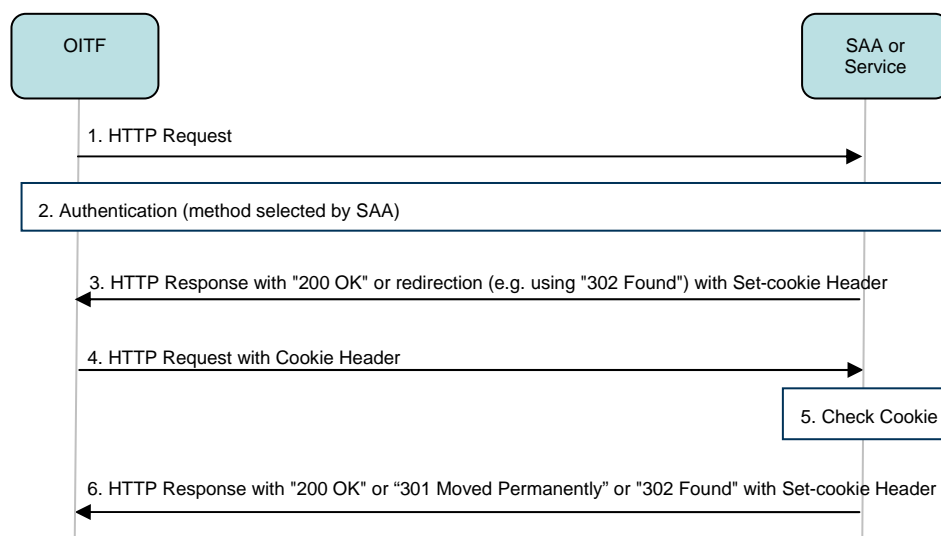 OITF
SAA or
Service
1. HTTP Request
2. Authentication (method selected by SAA)
3. HTTP Response with "200 OK" or redirection (e.g. using "302 Found") with Set-cookie Header
4. HTTP Request with Cookie Header
5. Check Cookie
6. HTTP Response with "200 OK" or “301 Moved Permanently” or "302 Found" with Set-cookie Header